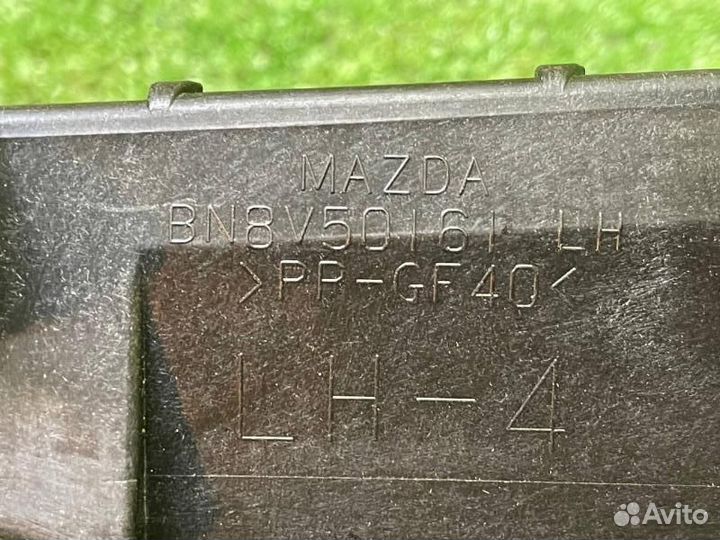 MAZDA
BN8V50161 LH
>PP-GF40<
LH-4
Avito